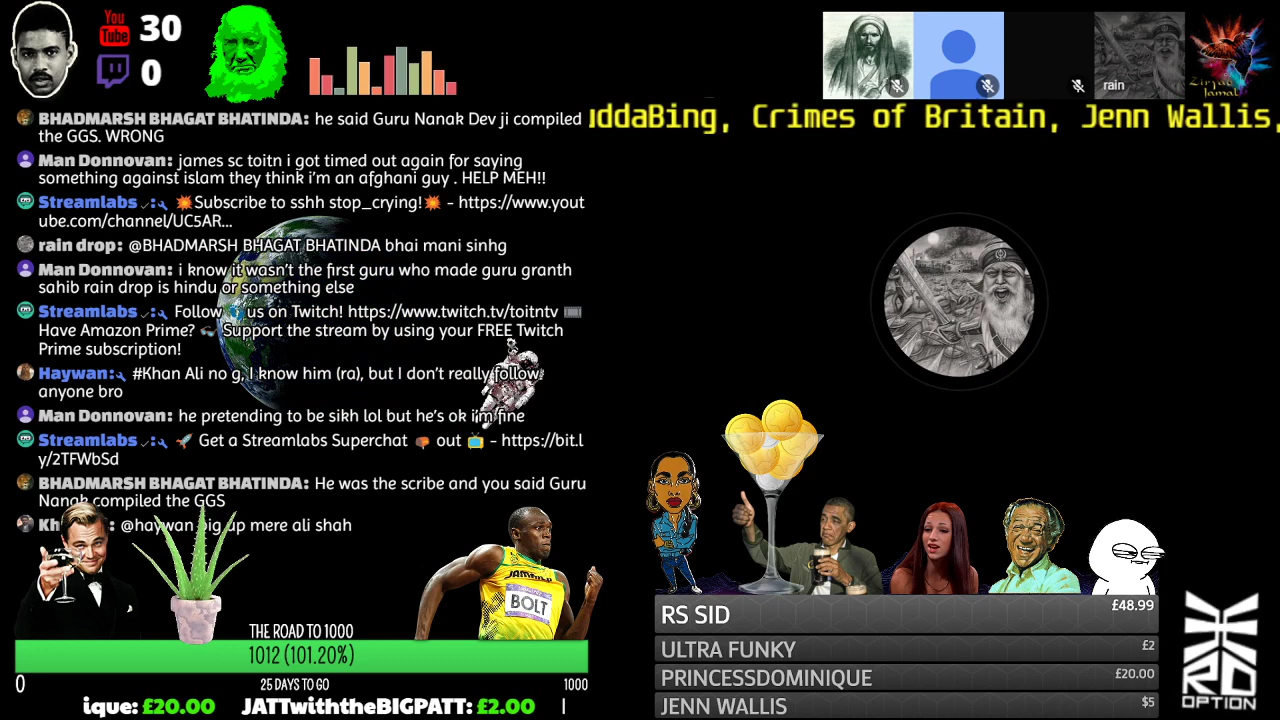 You
Tube
30
0
rain
Ziryab
Jamal
ddaBing, Crimes of Britain, Jenn Wallis,
BHADMARSH BHAGAT BHATINDA: he said Guru Nanak Dev ji compiled
the GGS. WRONG
Man Donnovan: james sc toitn i got timed out again for saying
something against islam they think i'm an afghani guy . HELP MEH!!
Streamlabs ✓:🔧 💥Subscribe to sshh stop_crying!💥 - https://www.yout
ube.com/channel/UC5AR...
rain drop: @BHADMARSH BHAGAT BHATINDA bhai mani sinhg
Man Donnovan: i know it wasn't the first guru who made guru granth
sahib rain drop is hindu or something else
Streamlabs ✓:🔧 Follow us on Twitch! https://www.twitch.tv/toitntv
Have Amazon Prime? Support the stream by using your FREE Twitch
Prime subscription!
Haywan:🔧 #Khan Ali no g, I know him (ra), but I don't really follow
anyone bro
Man Donnovan: he pretending to be sikh lol but he's ok i'm fine
Streamlabs ✓:🔧 🚀 Get a Streamlabs Superchat 🥊 out 📺 - https://bit.l
y/2TFWbSd
BHADMARSH BHAGAT BHATINDA: He was the scribe and you said Guru
Nanak compiled the GGS
Kh : @haywan big up mere ali shah
BOLT
THE ROAD TO 1000
1012 (101.20%)
0
25 DAYS TO GO
1000
ique: £20.00 JATTwiththeBIGPATT: £2.00
RS SID £48.99
ULTRA FUNKY £2
PRINCESSDOMINIQUE £20.00
JENN WALLIS $5
OPTION